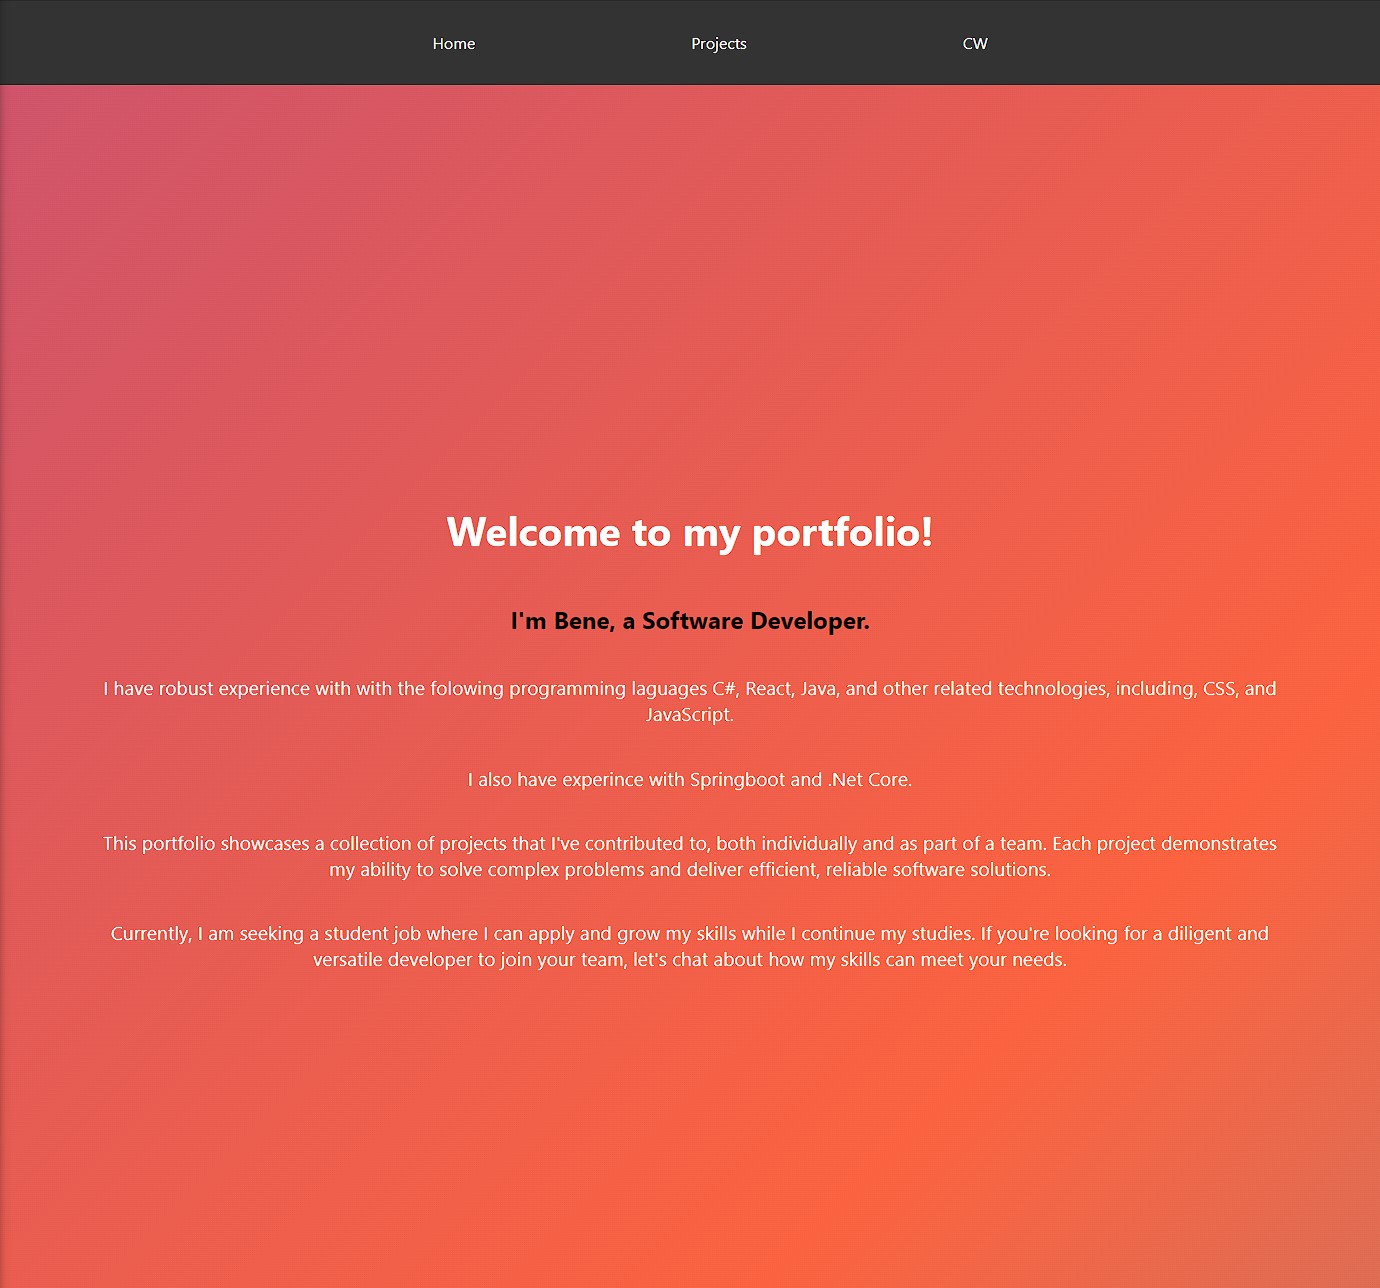 Home Projects CW
Welcome to my portfolio!
I'm Bene, a Software Developer.
I have robust experience with with the folowing programming laguages C#, React, Java, and other related technologies, including, CSS, and
JavaScript.
I also have experince with Springboot and .Net Core.
This portfolio showcases a collection of projects that I've contributed to, both individually and as part of a team. Each project demonstrates
my ability to solve complex problems and deliver efficient, reliable software solutions.
Currently, I am seeking a student job where I can apply and grow my skills while I continue my studies. If you're looking for a diligent and
versatile developer to join your team, let's chat about how my skills can meet your needs.